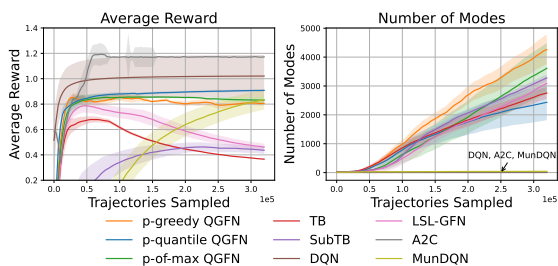 Average Reward
Average Reward
1.4
1.2
1.0
0.8
0.6
0.4
0.2
0.0 0.5 1.0 1.5 2.0 2.5 3.0
1e5
Trajectories Sampled
Number of Modes
Number of Modes
5000
4000
3000
2000
1000
0
DQN, A2C, MunDQN
0.0 0.5 1.0 1.5 2.0 2.5 3.0
1e5
Trajectories Sampled
p-greedy QGFN TB LSL-GFN
p-quantile QGFN SubTB A2C
p-of-max QGFN DQN MunDQN